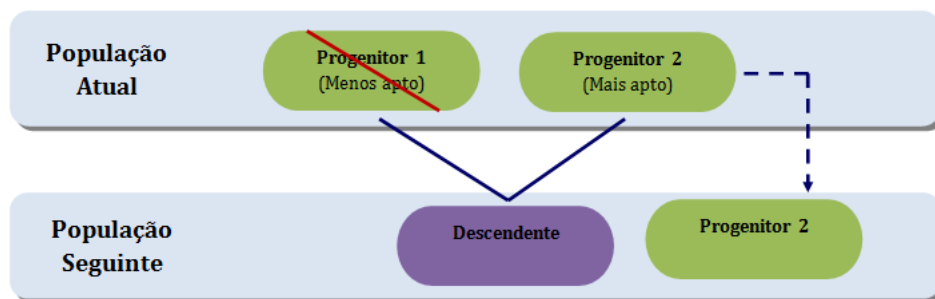 População
Atual
Progenitor 1
(Menos apto)
Progenitor 2
(Mais apto)
População
Seguinte
Descendente
Progenitor 2